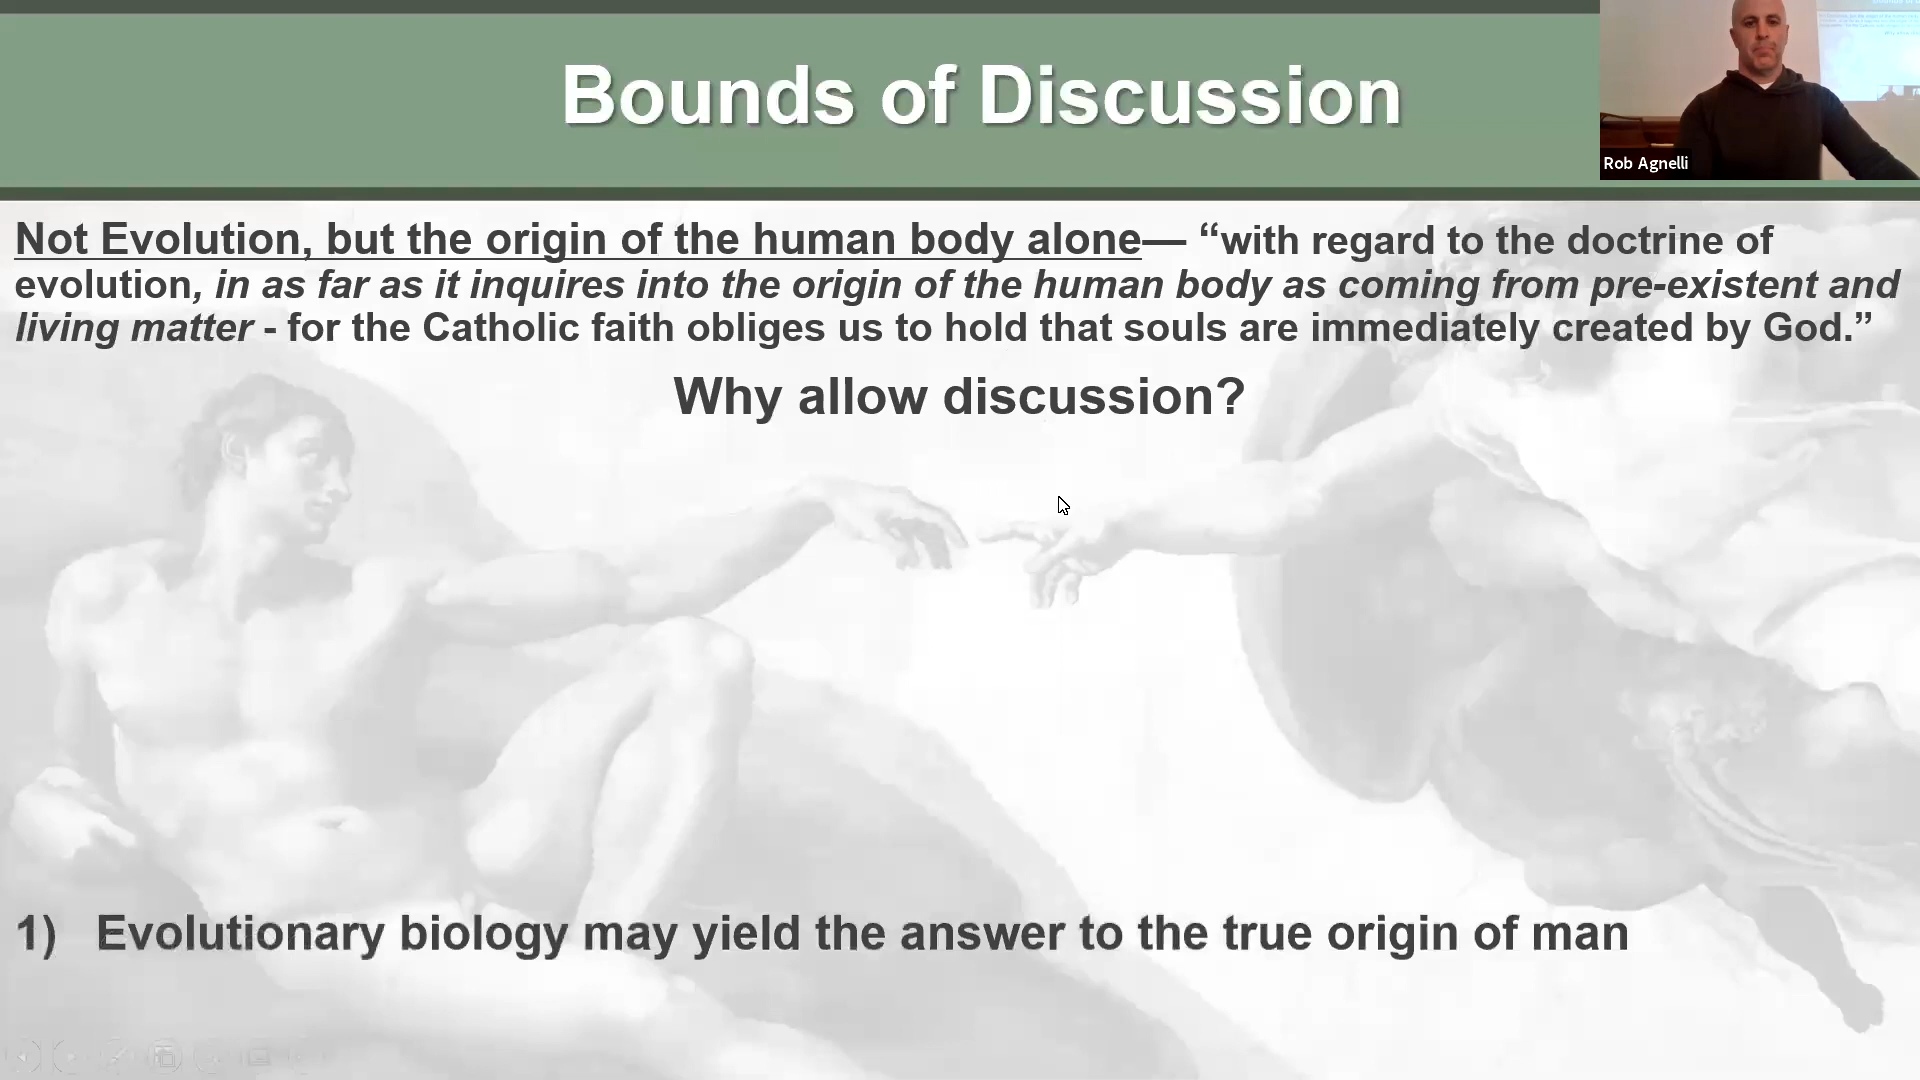 Bounds of Discussion
Rob Agnelli
Not Evolution, but the origin of the human body alone— “with regard to the doctrine of
evolution, in as far as it inquires into the origin of the human body as coming from pre-existent and
living matter - for the Catholic faith obliges us to hold that souls are immediately created by God.”
Why allow discussion?
1) Evolutionary biology may yield the answer to the true origin of man